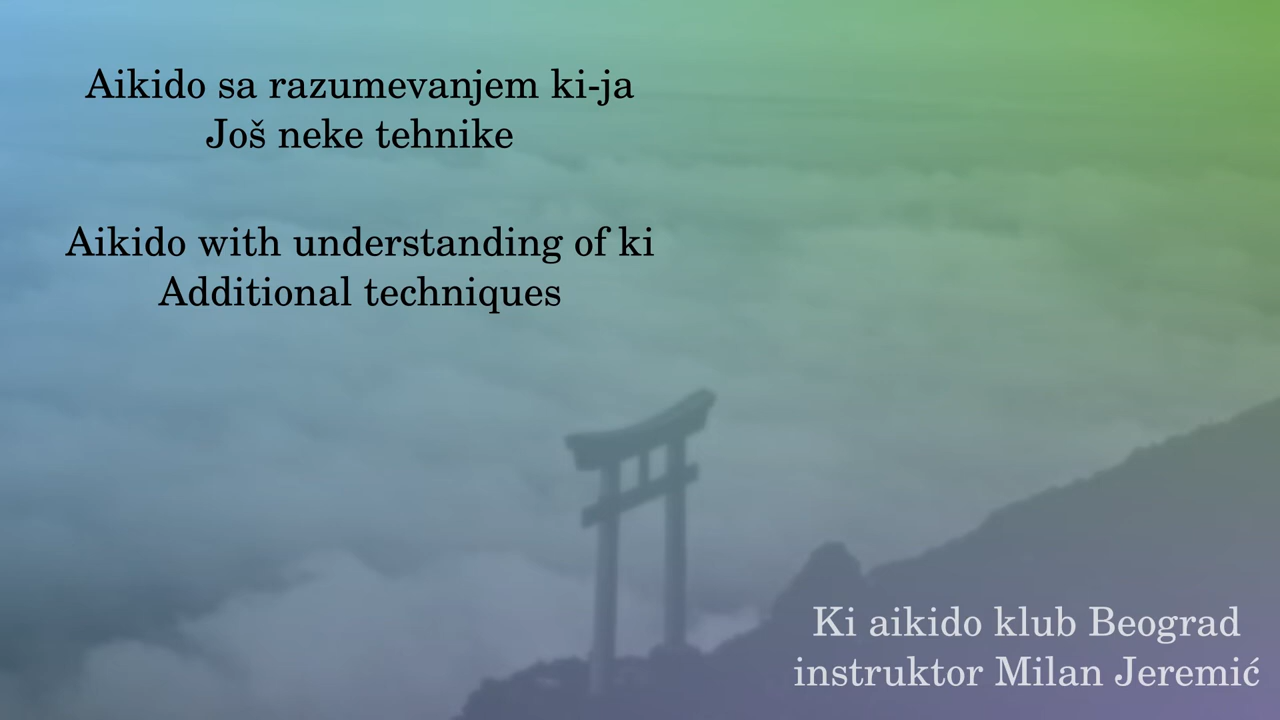 Aikido sa razumevanjem ki-ja
Još neke tehnike
Aikido with understanding of ki
Additional techniques
Ki aikido klub Beograd
instruktor Milan Jeremić